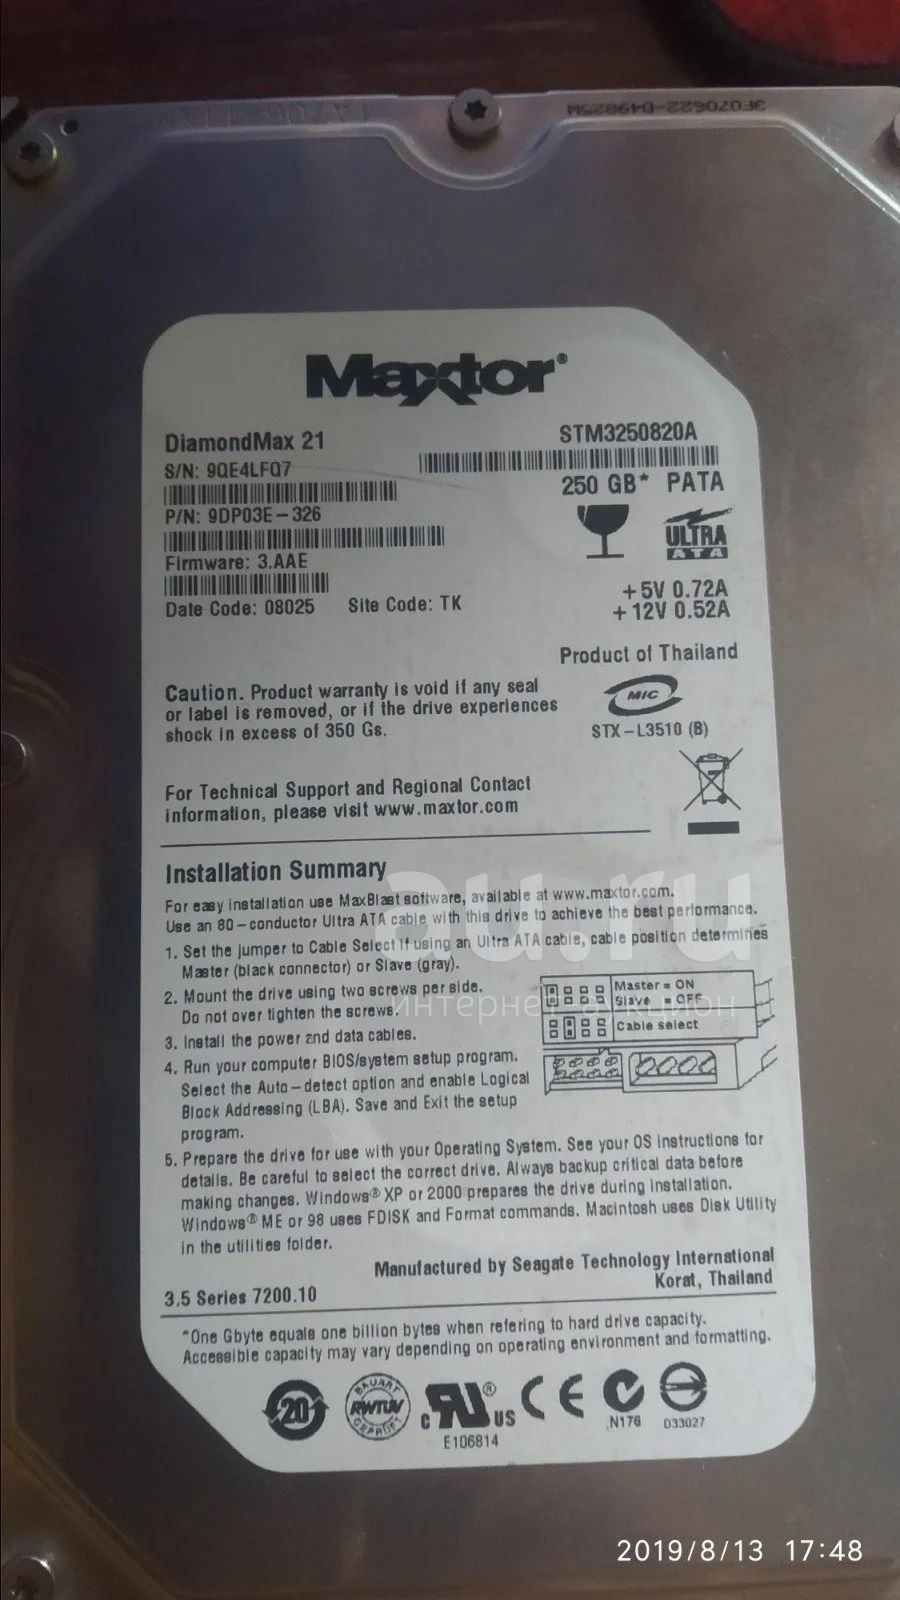 3F070622-049825M
Maxtor®
DiamondMax 21
STM3250820A
S/N: 9QE4LFQ7
250 GB* PATA
P/N: 9DP03E-326
ULTRA
ATA
Firmware: 3.AAE
+5V 0.72A
Date Code: 08025 Site Code: TK
+12V 0.52A
Product of Thailand
Caution. Product warranty is void if any seal
or label is removed, or if the drive experiences
shock in excess of 350 Gs.
MIC
STX-L3510 (B)
For Technical Support and Regional Contact
information, please visit www.maxtor.com
Installation Summary
For easy installation use MaxBlast software, available at www.maxtor.com.
Use an 80-conductor Ultra ATA cable with this drive to achieve the best performance.
1. Set the jumper to Cable Select if using an Ultra ATA cable, cable position determines
Master (black connector) or Slave (gray).
2. Mount the drive using two screws per side.
Do not over tighten the screws.
3. Install the power and data cables.
4. Run your computer BIOS/system setup program.
Select the Auto-detect option and enable Logical
Block Addressing (LBA). Save and Exit the setup
program.
Master = ON
Slave = OFF
Cable select
5. Prepare the drive for use with your Operating System. See your OS instructions for
details. Be careful to select the correct drive. Always backup critical data before
making changes. Windows® XP or 2000 prepares the drive during installation.
Windows® ME or 98 uses FDISK and Format commands. Macintosh uses Disk Utility
in the utilities folder.
Manufactured by Seagate Technology International
Korat, Thailand
3.5 Series 7200.10
*One Gbyte equals one billion bytes when refering to hard drive capacity.
Accessible capacity may vary depending on operating environment and formatting.
20
BAUART
RWTÜV
GEPRÜFT
c RU® US
E106814
CE
N176
D33027
au.ru
интернет-аукцион
2019/8/13 17:48